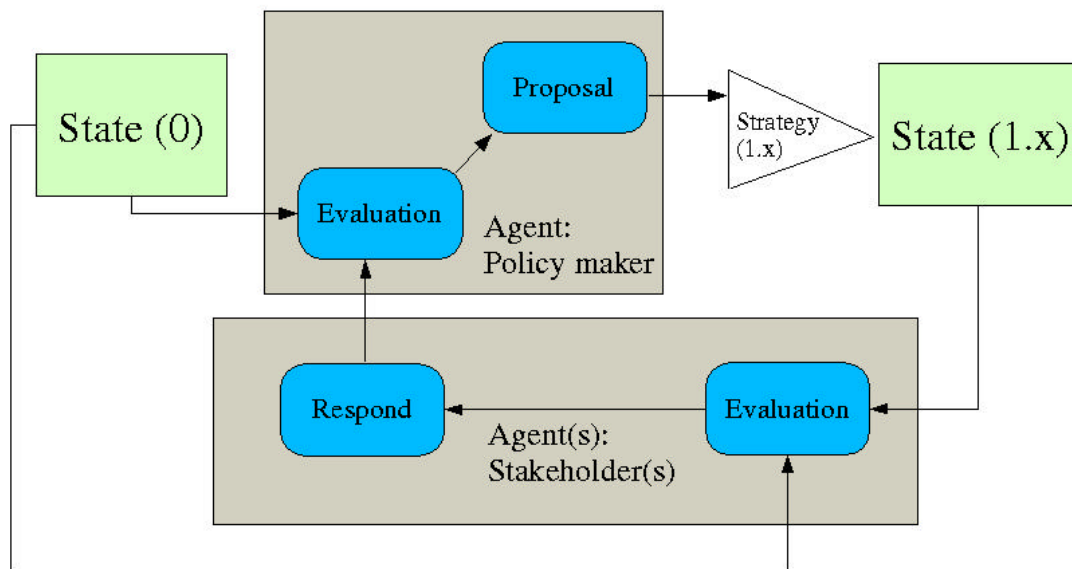 Proposal
State (0)
Strategy
(1.x)
State (1.x)
Evaluation
Agent:
Policy maker
Respond
Evaluation
Agent(s):
Stakeholder(s)